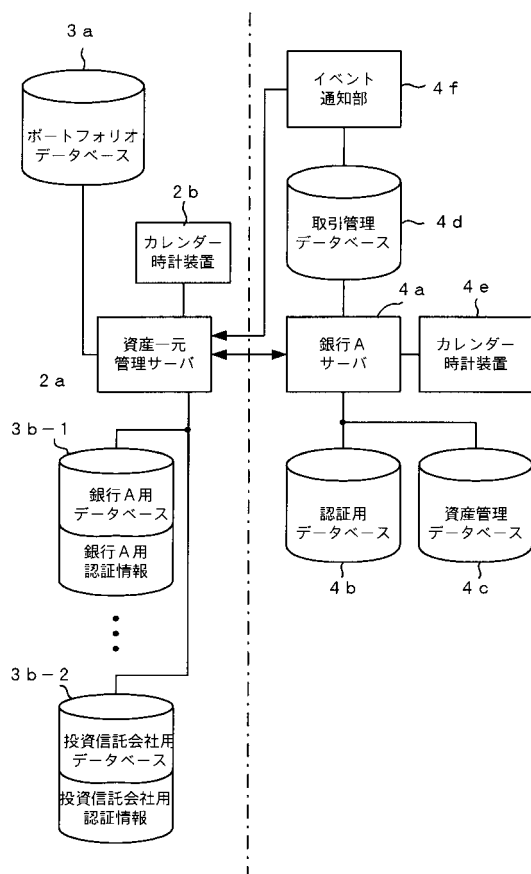 ３ａ
ポートフォリオ
データベース
２ｂ
カレンダー
時計装置
資産一元
管理サーバ
２ａ
３ｂ－１
銀行Ａ用
データベース
銀行Ａ用
認証情報
３ｂ－２
投資信託会社用
データベース
投資信託会社用
認証情報
イベント
通知部
４ｆ
取引管理
データベース
４ｄ
４ａ
４ｅ
銀行Ａ
サーバ
カレンダー
時計装置
認証用
データベース
４ｂ
資産管理
データベース
４ｃ